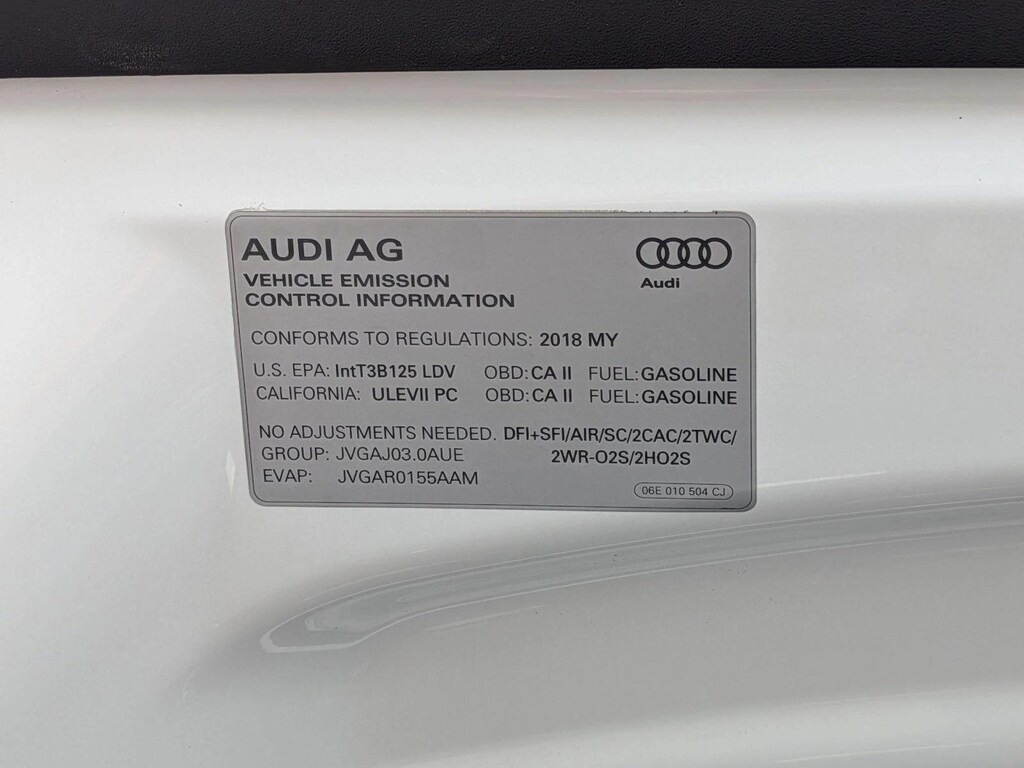 AUDI AG
Audi
VEHICLE EMISSION
CONTROL INFORMATION
CONFORMS TO REGULATIONS: 2018 MY
U.S. EPA: IntT3B125 LDV OBD: CA II FUEL: GASOLINE
CALIFORNIA: ULEVII PC OBD: CA II FUEL: GASOLINE
NO ADJUSTMENTS NEEDED. DFI+SFI/AIR/SC/2CAC/2TWC/
GROUP: JVGAJ03.0AUE 2WR-O2S/2HO2S
EVAP: JVGAR0155AAM
06E 010 504 CJ